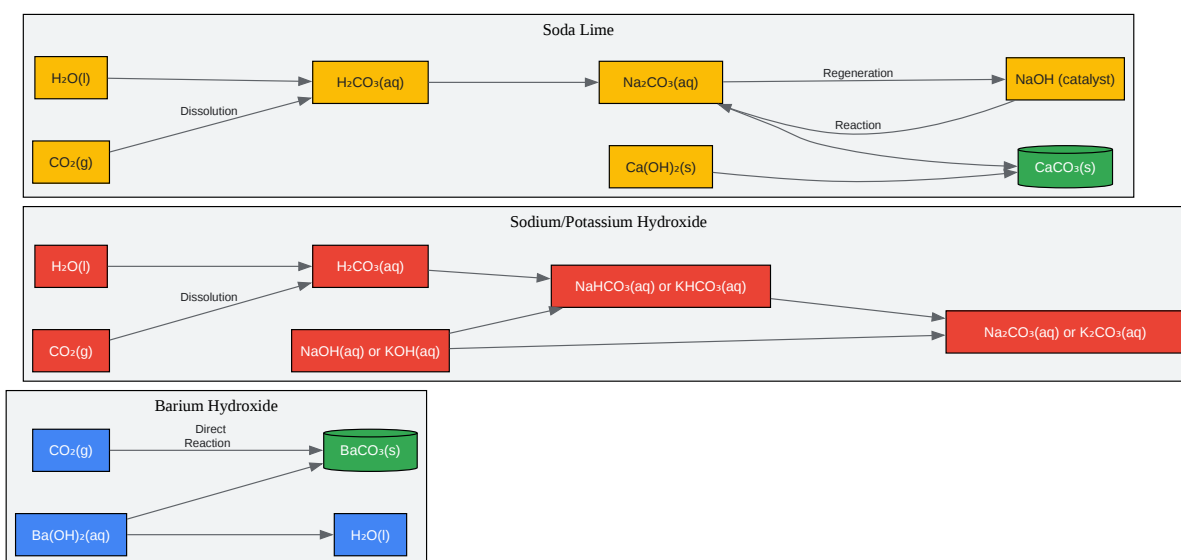 Soda Lime
H₂O(l)
CO₂(g)
Dissolution
H₂CO₃(aq)
Na₂CO₃(aq)
Regeneration
NaOH (catalyst)
Reaction
Ca(OH)₂(s)
CaCO₃(s)
Sodium/Potassium Hydroxide
H₂O(l)
CO₂(g)
Dissolution
H₂CO₃(aq)
NaOH(aq) or KOH(aq)
NaHCO₃(aq) or KHCO₃(aq)
Na₂CO₃(aq) or K₂CO₃(aq)
Barium Hydroxide
CO₂(g)
Direct
Reaction
BaCO₃(s)
Ba(OH)₂(aq)
H₂O(l)